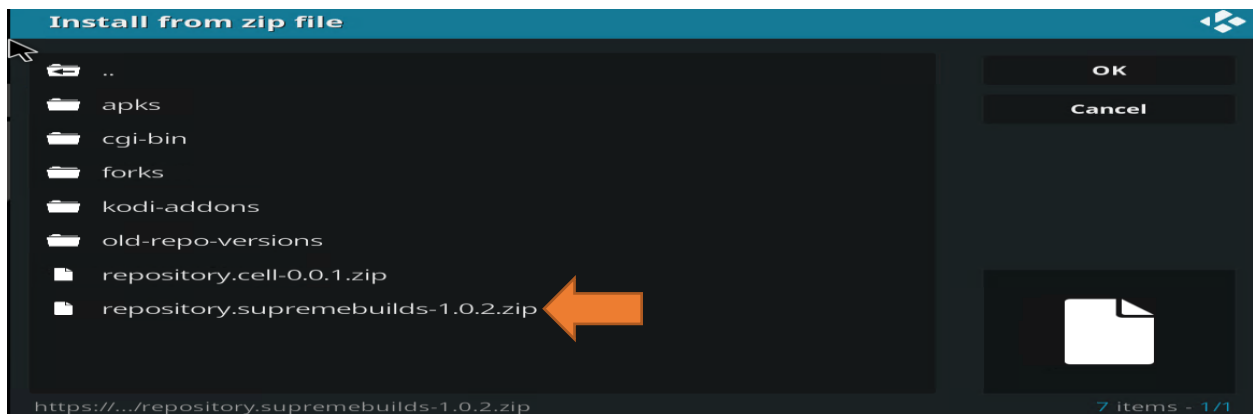 Install from zip file
..
OK
apks
Cancel
cgi-bin
forks
kodi-addons
old-repo-versions
repository.cell-0.0.1.zip
repository.supremebuilds-1.0.2.zip
https://.../repository.supremebuilds-1.0.2.zip
7 items - 1/1